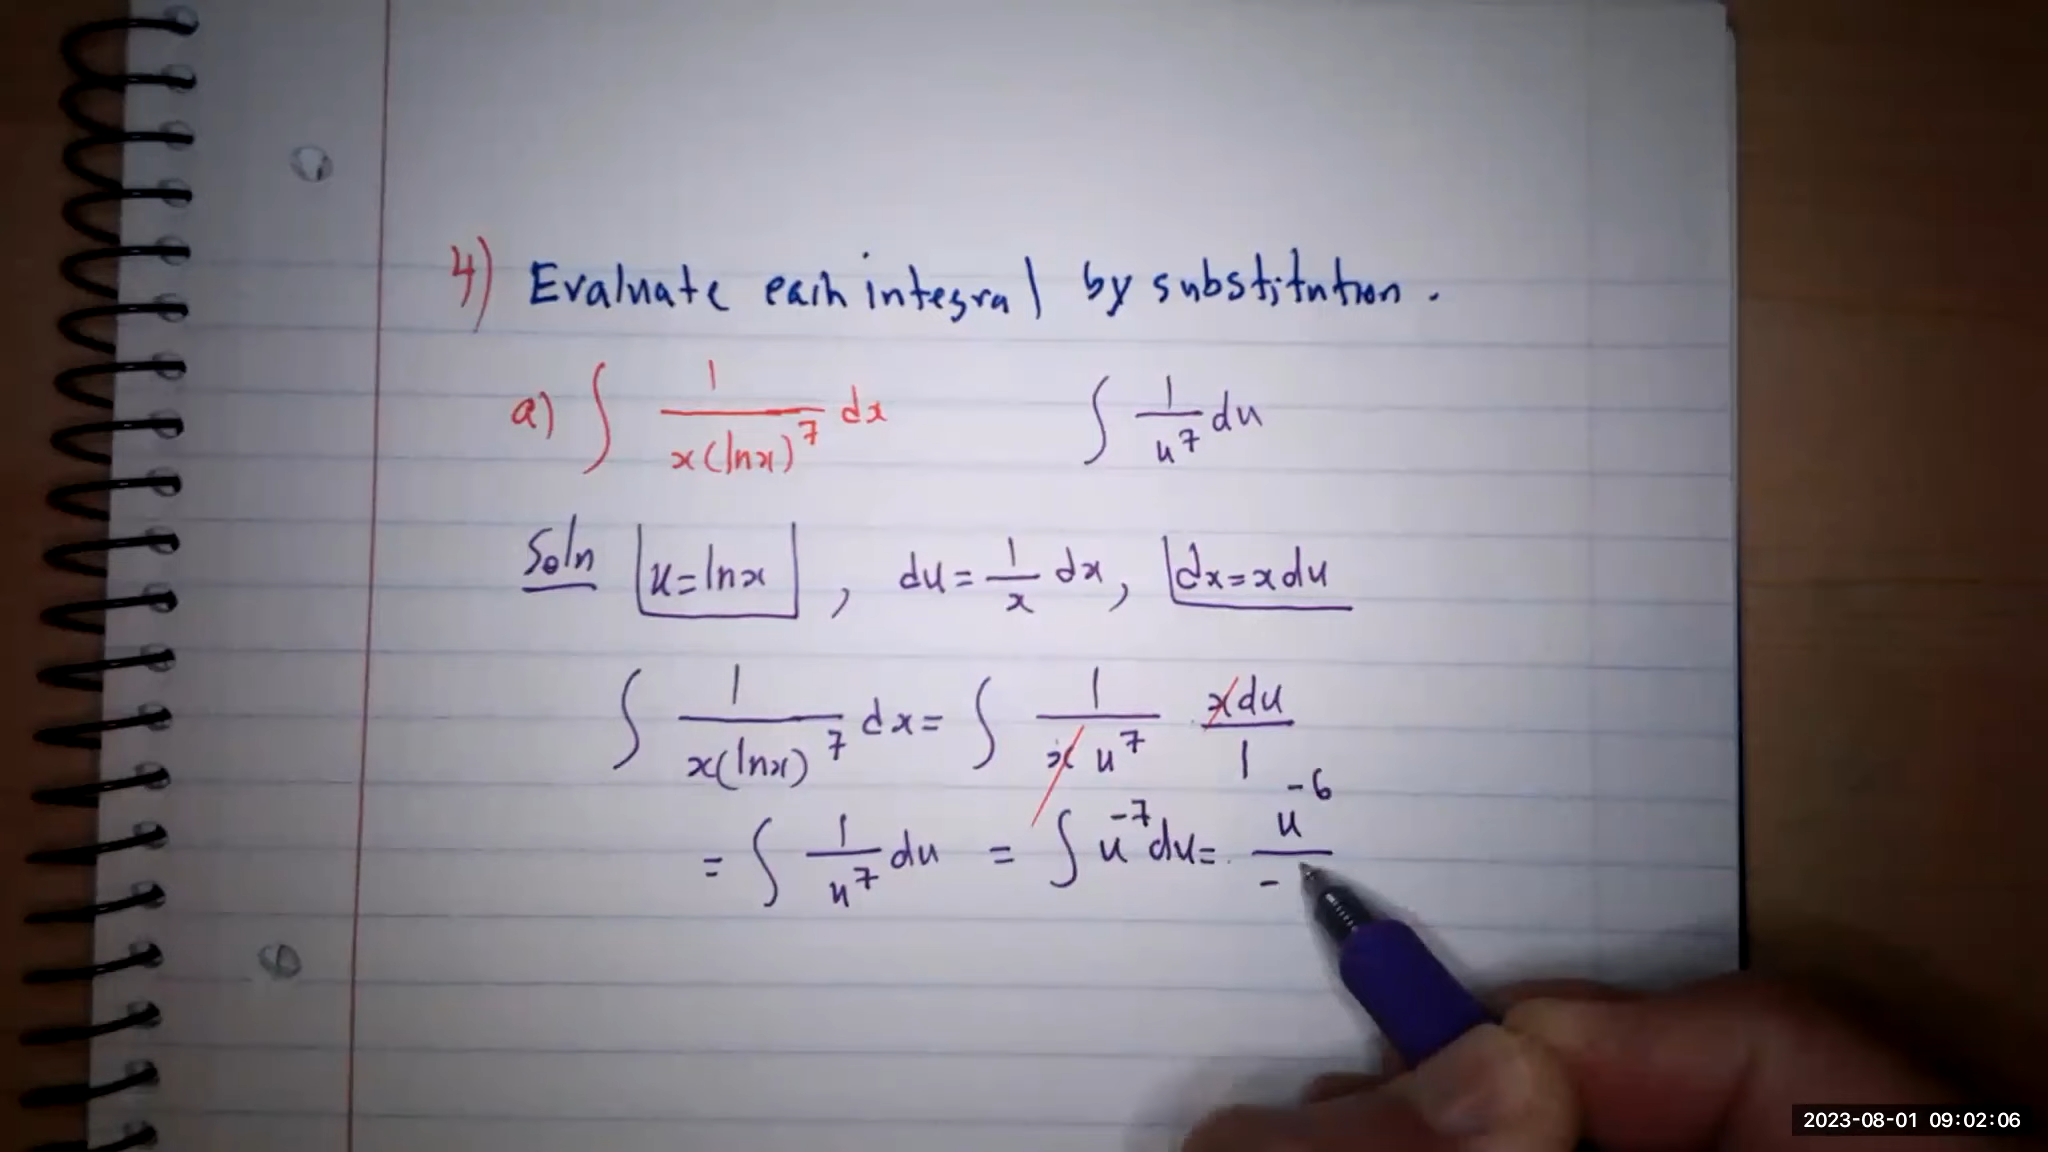 4) Evaluate each integral by substitution.
a) ∫ 1/(x(lnx)^7) dx ∫ 1/u^7 du
Soln u=lnx , du = 1/x dx, dx=xdu
∫ 1/(x(lnx)^7) dx = ∫ 1/(x u^7) xdu/1
= ∫ 1/u^7 du = ∫ u^-7 du = u^-6/-
2023-08-01 09:02:06